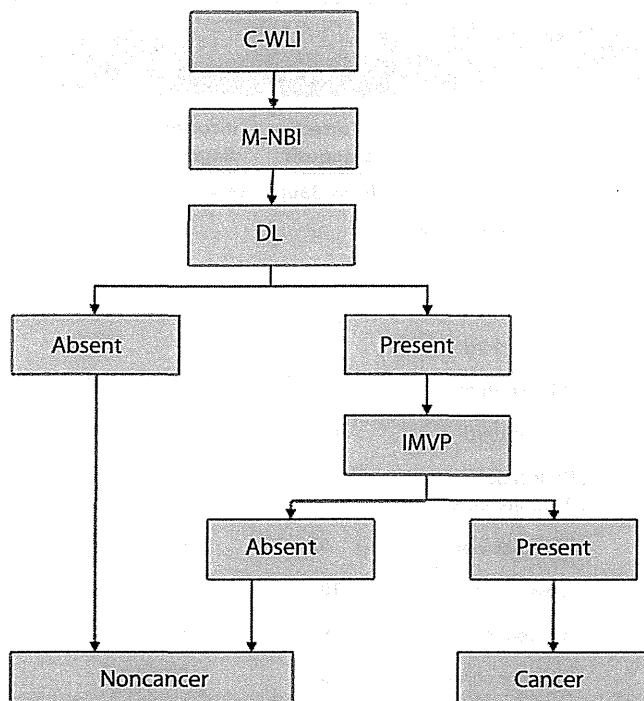 C-WLI
M-NBI
DL
Absent
Present
IMVP
Absent
Present
Noncancer
Cancer